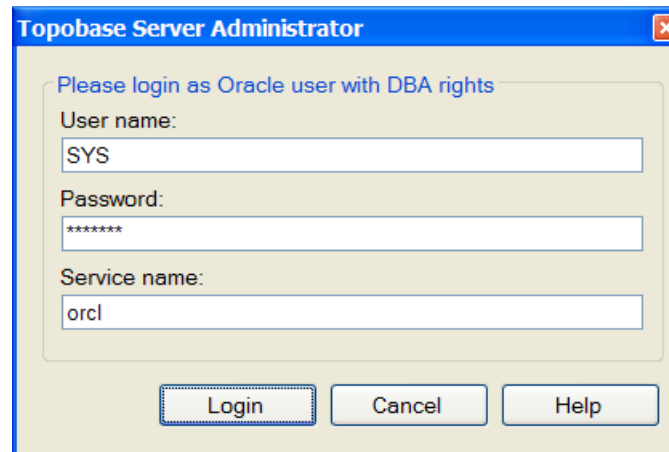 Topobase Server Administrator
Please login as Oracle user with DBA rights
User name:
SYS
Password:
*******
Service name:
orcl
Login Cancel Help